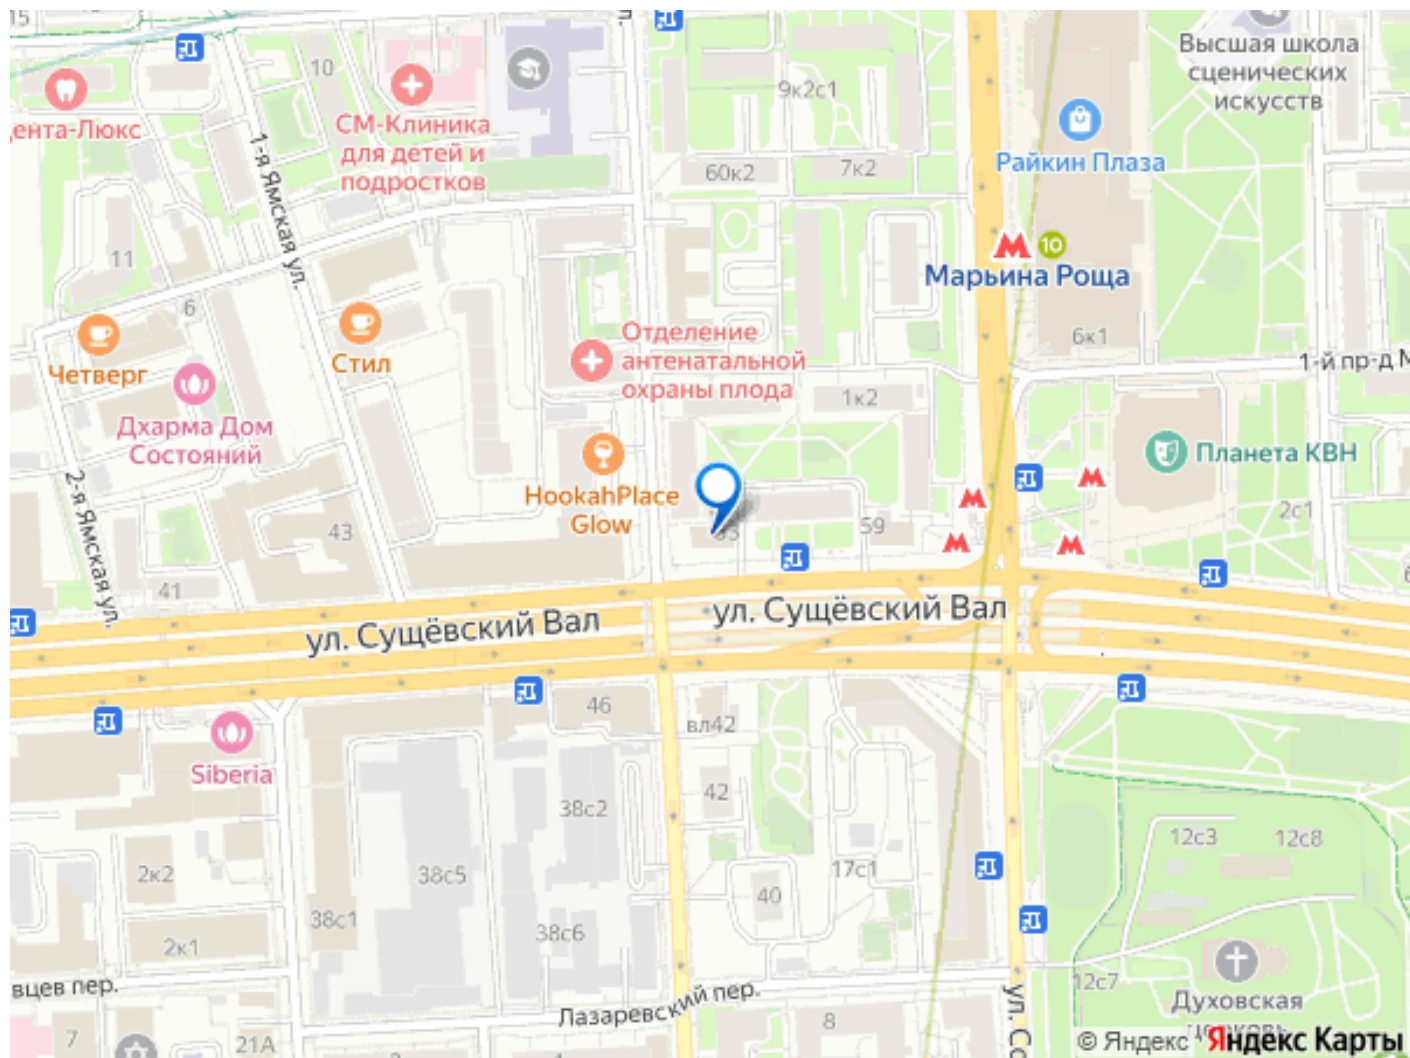 15
10
ента-Люкс
СМ-Клиника
для детей и
подростков
9к2с1
60к2
7к2
Высшая школа
сценических
искусств
Райкин Плаза
10
Марьина Роща
6к1
1-й пр-д М
1-я Ямская ул.
11
6
Четверг
Стил
Дхарма Дом
Состояний
Отделение
антенатальной
охраны плода
1к2
HookahPlace
Glow
Планета КВН
2с1
2-я Ямская ул.
43
41
59
6
ул. Сущёвский Вал
ул. Сущёвский Вал
46
вл42
Siberia
42
38с2
38с5
2к2
38с1
2к1
38с6
40
17с1
12с3
12с8
12с7
вцев пер.
Лазаревский пер.
ул. Со
Духовская
церковь
7
21А
8
© Яндекс
Яндекс Карты